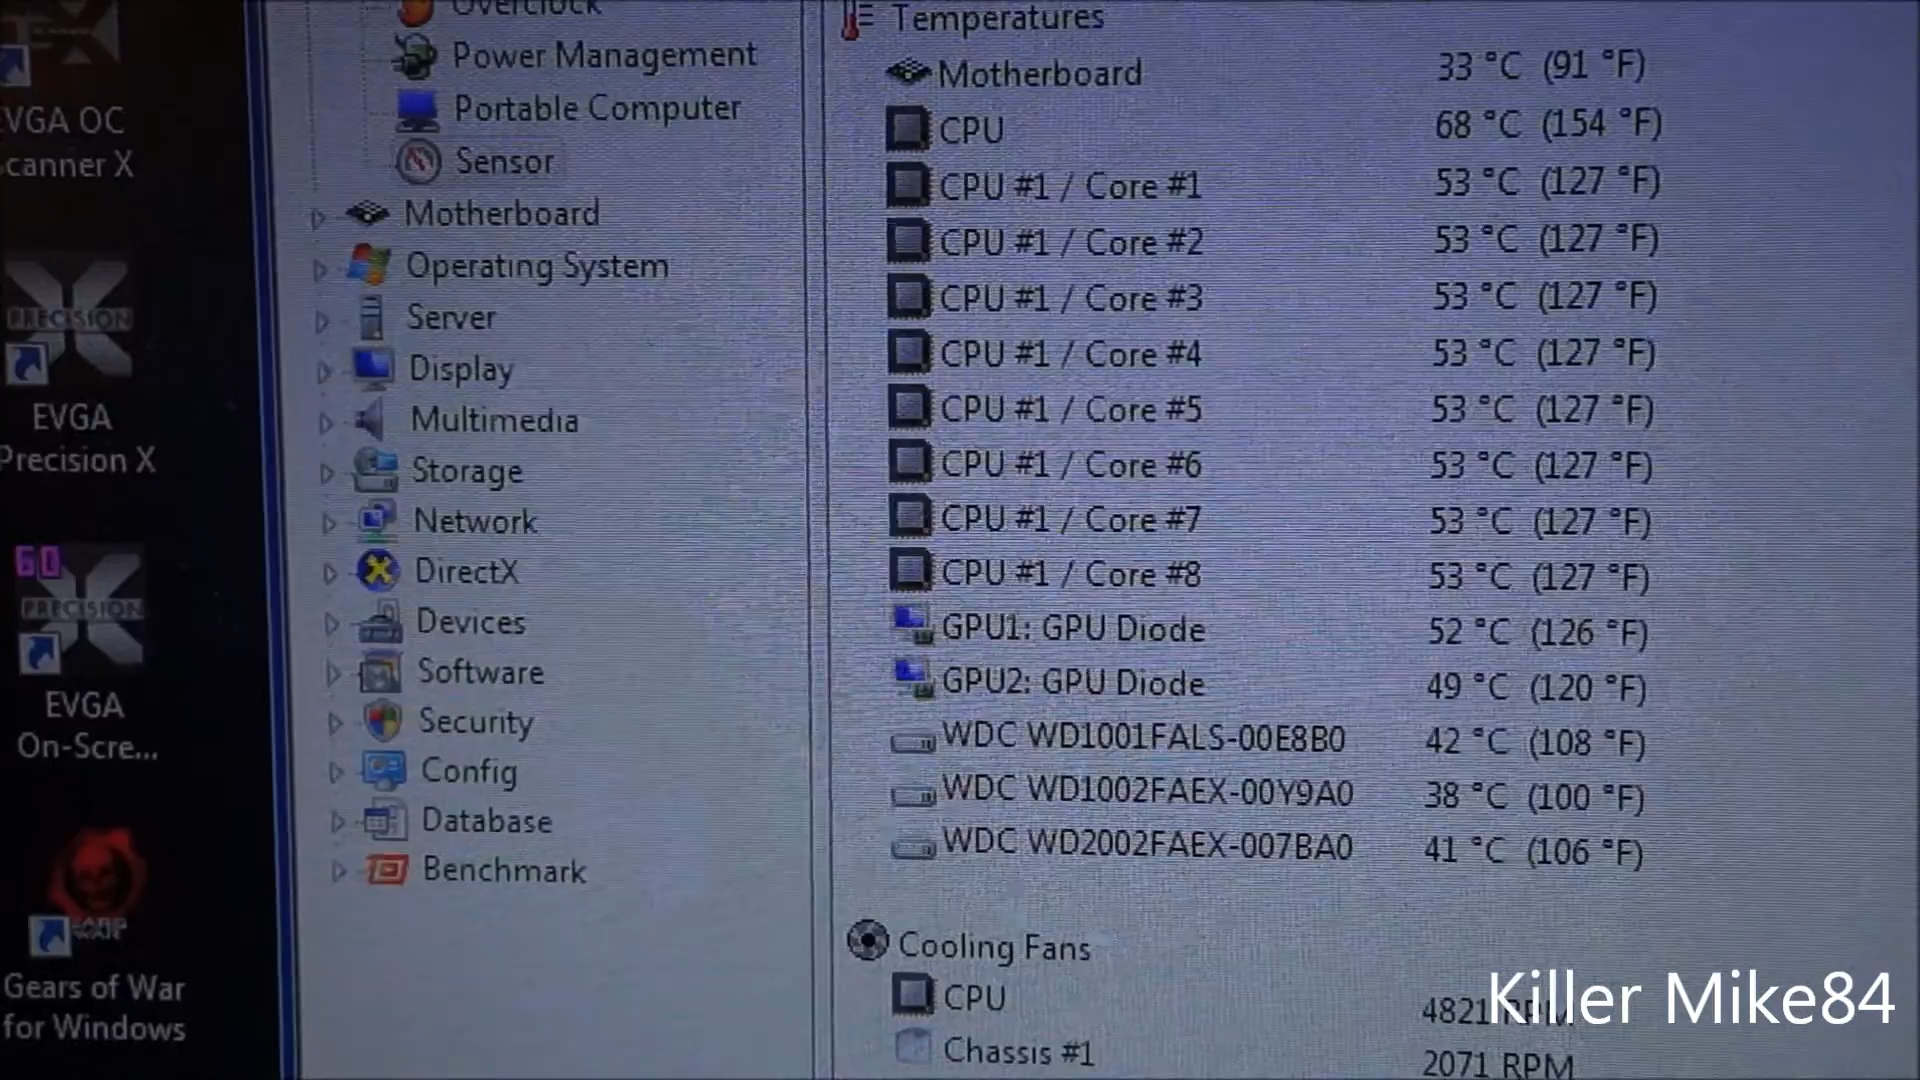 Overclock
Power Management
Portable Computer
Sensor
Motherboard
Operating System
Server
Display
Multimedia
Storage
Network
DirectX
Devices
Software
Security
Config
Database
Benchmark
VGA OC
canner X
PRECISION
EVGA
Precision X
60
PRECISION
EVGA
On-Scre...
Gears of War
for Windows
Temperatures
Motherboard 33 °C (91 °F)
CPU 68 °C (154 °F)
CPU #1 / Core #1 53 °C (127 °F)
CPU #1 / Core #2 53 °C (127 °F)
CPU #1 / Core #3 53 °C (127 °F)
CPU #1 / Core #4 53 °C (127 °F)
CPU #1 / Core #5 53 °C (127 °F)
CPU #1 / Core #6 53 °C (127 °F)
CPU #1 / Core #7 53 °C (127 °F)
CPU #1 / Core #8 53 °C (127 °F)
GPU1: GPU Diode 52 °C (126 °F)
GPU2: GPU Diode 49 °C (120 °F)
WDC WD1001FALS-00E8B0 42 °C (108 °F)
WDC WD1002FAEX-00Y9A0 38 °C (100 °F)
WDC WD2002FAEX-007BA0 41 °C (106 °F)
Cooling Fans
CPU 4821 RPM
Chassis #1 2071 RPM
Killer Mike84